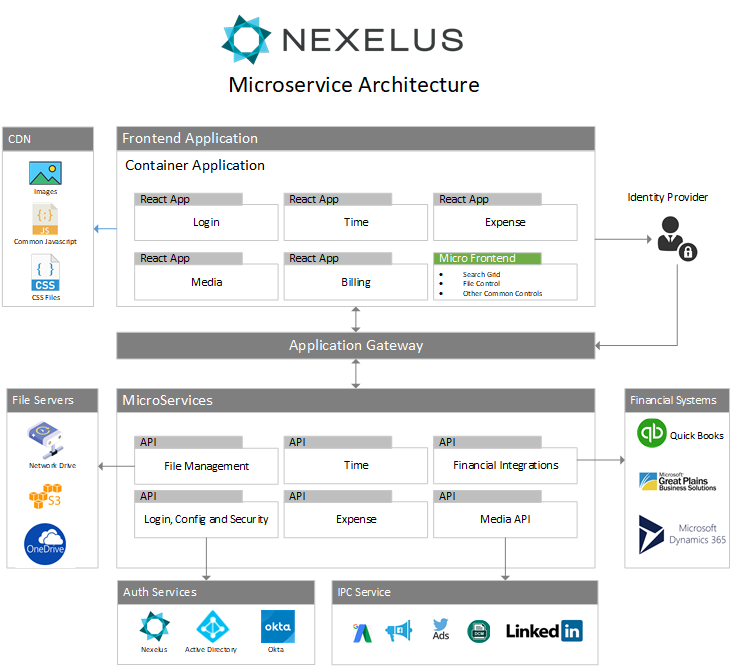 NEXELUS
Microservice Architecture
CDN
Images
JS
Common Javascript
CSS
CSS Files
Frontend Application
Container Application
React App
Login
React App
Time
React App
Expense
React App
Media
React App
Billing
Micro Frontend
• Search Grid
• File Control
• Other Common Controls
Identity Provider
Application Gateway
File Servers
Network Drive
S3
OneDrive
MicroServices
API
File Management
API
Time
API
Financial Integrations
API
Login, Config and Security
API
Expense
API
Media API
Financial Systems
qb
Quick Books
Microsoft
Great Plains
Business Solutions
Microsoft
Dynamics 365
Auth Services
Nexelus
Active Directory
okta
Okta
IPC Service
Ads
DCM
Linked in